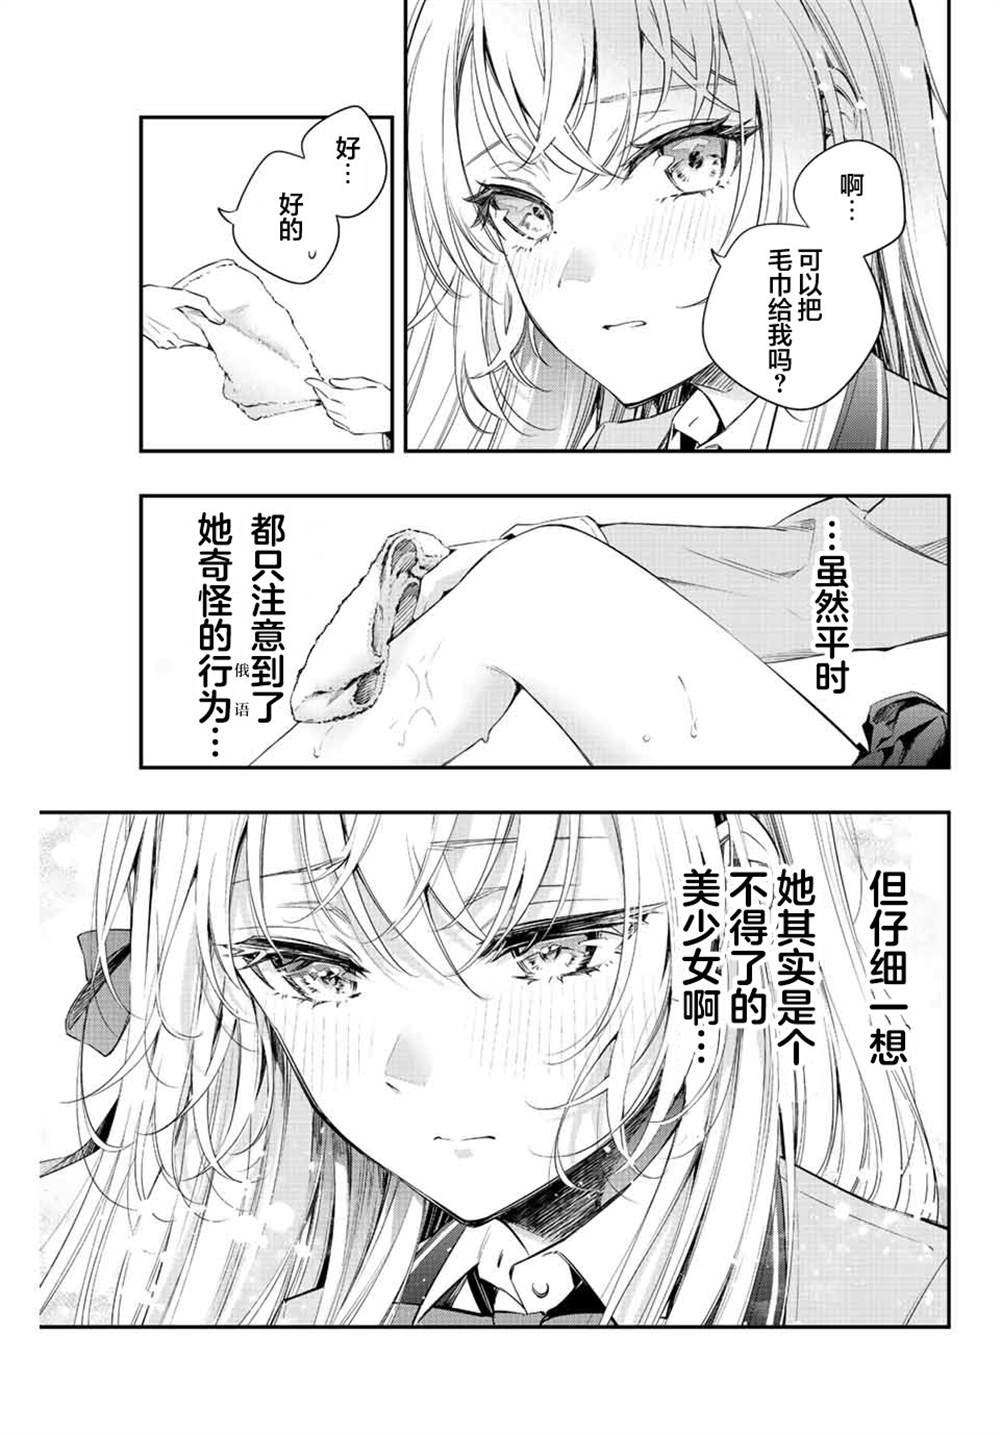 啊…
可以把
毛巾给我吗？
好…
好的
…虽然平时
都只注意到了
她奇怪的行为…
俄语
但仔细一想
她其实是个
不得了的
美少女啊…